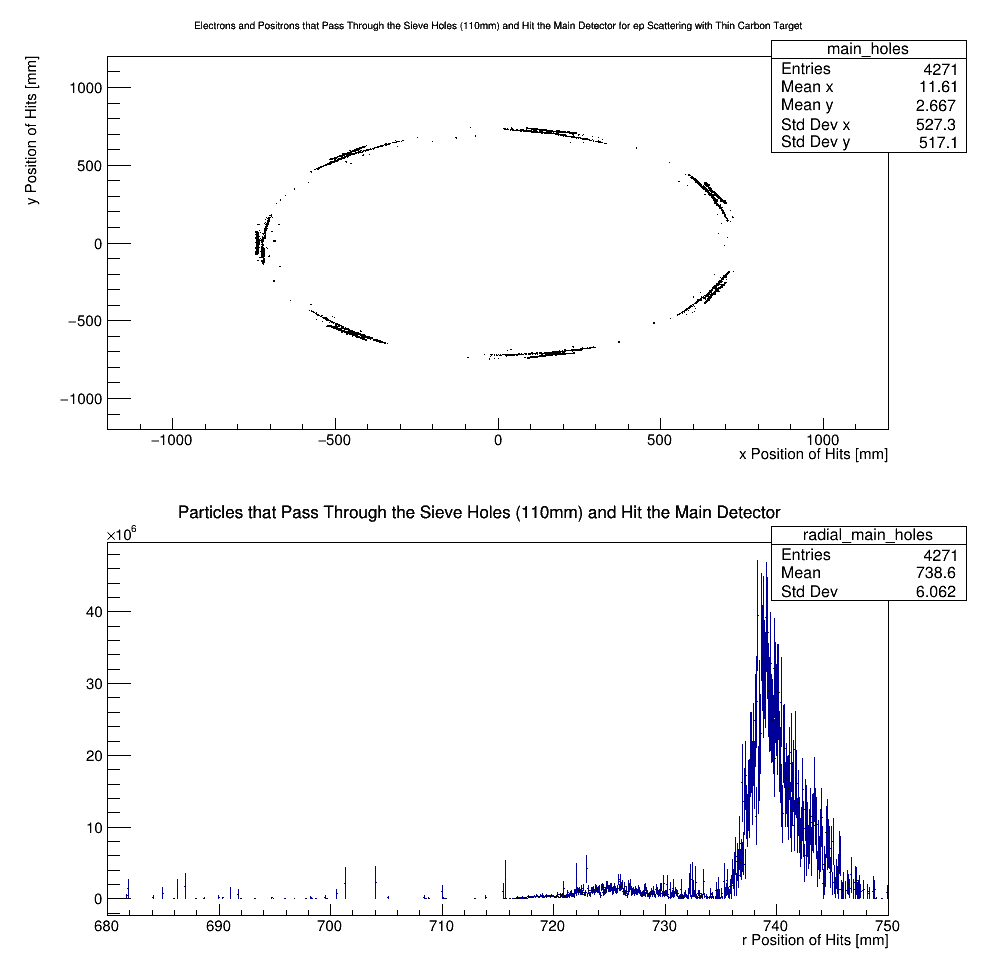 Electrons and Positrons that Pass Through the Sieve Holes (110mm) and Hit the Main Detector for ep Scattering with Thin Carbon Target
main_holes
Entries 4271
Mean x 11.61
Mean y 2.667
Std Dev x 527.3
Std Dev y 517.1
y Position of Hits [mm]
1000
500
0
−500
−1000
−1000 −500 0 500 1000
x Position of Hits [mm]
Particles that Pass Through the Sieve Holes (110mm) and Hit the Main Detector
×10⁶
radial_main_holes
Entries 4271
Mean 738.6
Std Dev 6.062
40
30
20
10
0
680 690 700 710 720 730 740 750
r Position of Hits [mm]